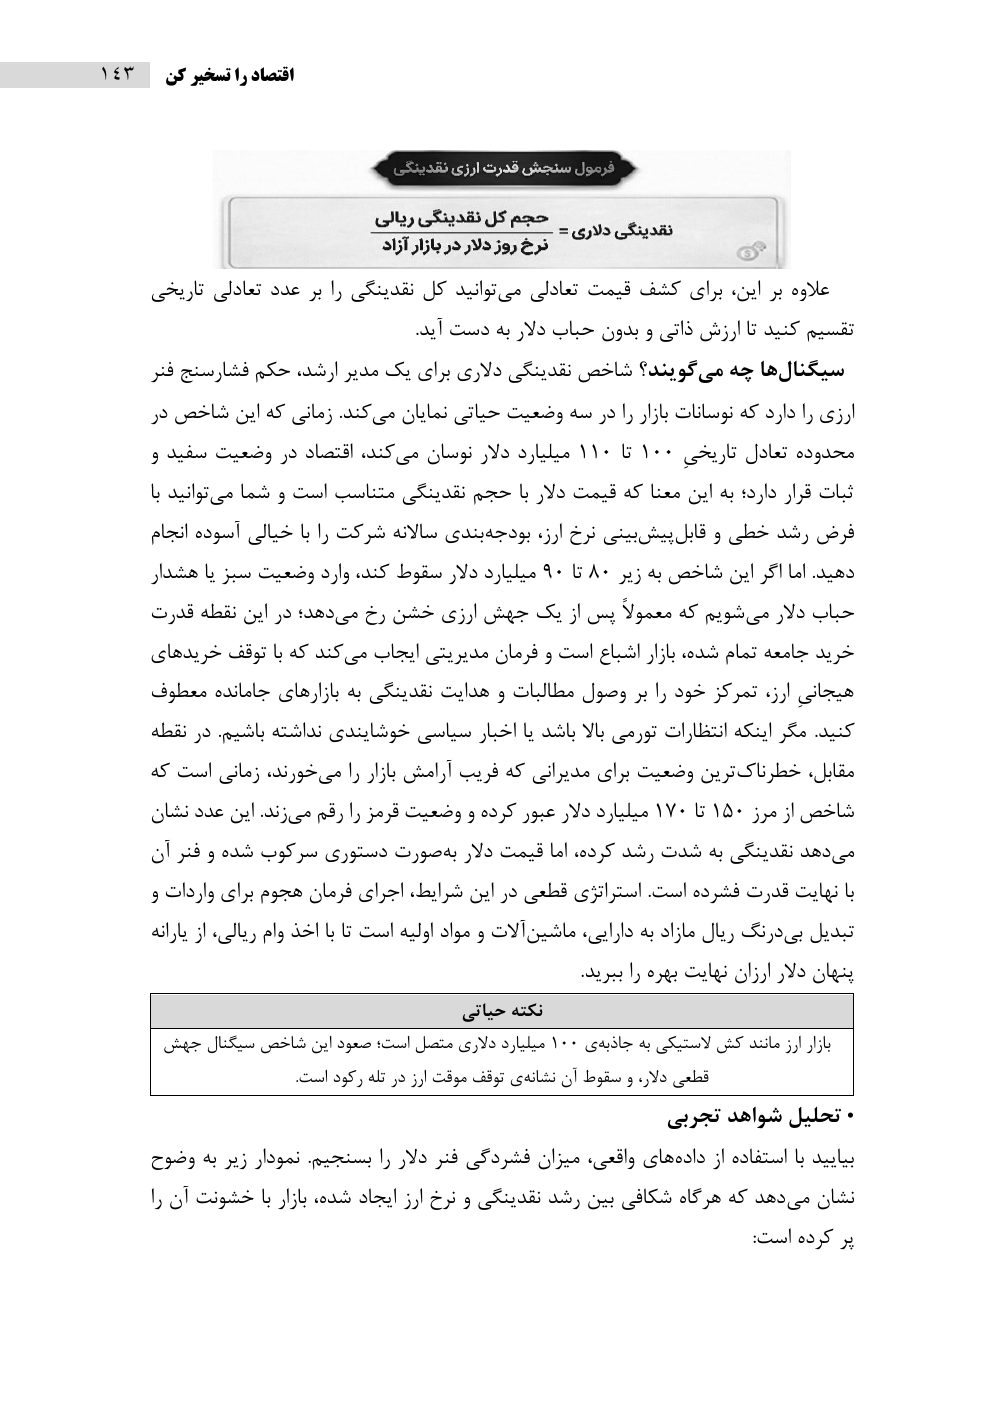 اقتصاد را تسخیر کن ۱۴۳
فرمول سنجش قدرت ارزی نقدینگی
نقدینگی دلاری = حجم کل نقدینگی ریالی
نرخ روز دلار در بازار آزاد
علاوه بر این، برای کشف قیمت تعادلی می‌توانید کل نقدینگی را بر عدد تعادلی تاریخی
تقسیم کنید تا ارزش ذاتی و بدون حباب دلار به دست آید.
سیگنال‌ها چه می‌گویند؟ شاخص نقدینگی دلاری برای یک مدیر ارشد، حکم فشارسنج فنر
ارزی را دارد که نوسانات بازار را در سه وضعیت حیاتی نمایان می‌کند. زمانی که این شاخص در
محدوده تعادل تاریخیِ ۱۰۰ تا ۱۱۰ میلیارد دلار نوسان می‌کند، اقتصاد در وضعیت سفید و
ثبات قرار دارد؛ به این معنا که قیمت دلار با حجم نقدینگی متناسب است و شما می‌توانید با
فرض رشد خطی و قابل‌پیش‌بینی نرخ ارز، بودجه‌بندی سالانه شرکت را با خیالی آسوده انجام
دهید. اما اگر این شاخص به زیر ۸۰ تا ۹۰ میلیارد دلار سقوط کند، وارد وضعیت سبز یا هشدار
حباب دلار می‌شویم که معمولاً پس از یک جهش ارزی خشن رخ می‌دهد؛ در این نقطه قدرت
خرید جامعه تمام شده، بازار اشباع است و فرمان مدیریتی ایجاب می‌کند که با توقف خریدهای
هیجانیِ ارز، تمرکز خود را بر وصول مطالبات و هدایت نقدینگی به بازارهای جامانده معطوف
کنید. مگر اینکه انتظارات تورمی بالا باشد یا اخبار سیاسی خوشایندی نداشته باشیم. در نقطه
مقابل، خطرناک‌ترین وضعیت برای مدیرانی که فریب آرامش بازار را می‌خورند، زمانی است که
شاخص از مرز ۱۵۰ تا ۱۷۰ میلیارد دلار عبور کرده و وضعیت قرمز را رقم می‌زند. این عدد نشان
می‌دهد نقدینگی به شدت رشد کرده، اما قیمت دلار به‌صورت دستوری سرکوب شده و فنر آن
با نهایت قدرت فشرده است. استراتژی قطعی در این شرایط، اجرای فرمان هجوم برای واردات و
تبدیل بی‌درنگ ریال مازاد به دارایی، ماشین‌آلات و مواد اولیه است تا با اخذ وام ریالی، از یارانه
پنهان دلار ارزان نهایت بهره را ببرید.
نکته حیاتی
بازار ارز مانند کش لاستیکی به جاذبه‌ی ۱۰۰ میلیارد دلاری متصل است؛ صعود این شاخص سیگنال جهش
قطعی دلار، و سقوط آن نشانه‌ی توقف موقت ارز در تله رکود است.
• تحلیل شواهد تجربی
بیایید با استفاده از داده‌های واقعی، میزان فشردگی فنر دلار را بسنجیم. نمودار زیر به وضوح
نشان می‌دهد که هرگاه شکافی بین رشد نقدینگی و نرخ ارز ایجاد شده، بازار با خشونت آن را
پر کرده است: